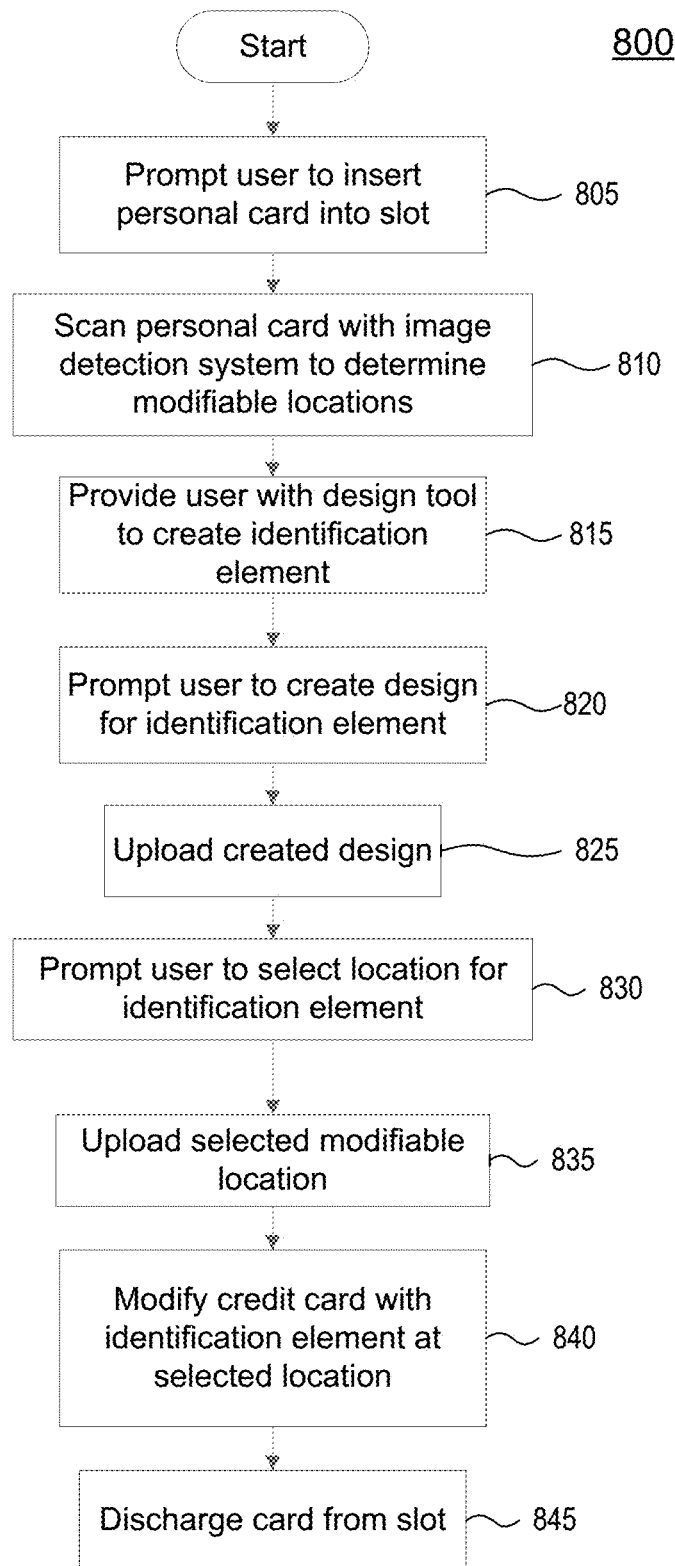 Start
800
Prompt user to insert
personal card into slot
805
Scan personal card with image
detection system to determine
modifiable locations
810
Provide user with design tool
to create identification
element
815
Prompt user to create design
for identification element
820
Upload created design
825
Prompt user to select location for
identification element
830
Upload selected modifiable
location
835
Modify credit card with
identification element at
selected location
840
Discharge card from slot
845